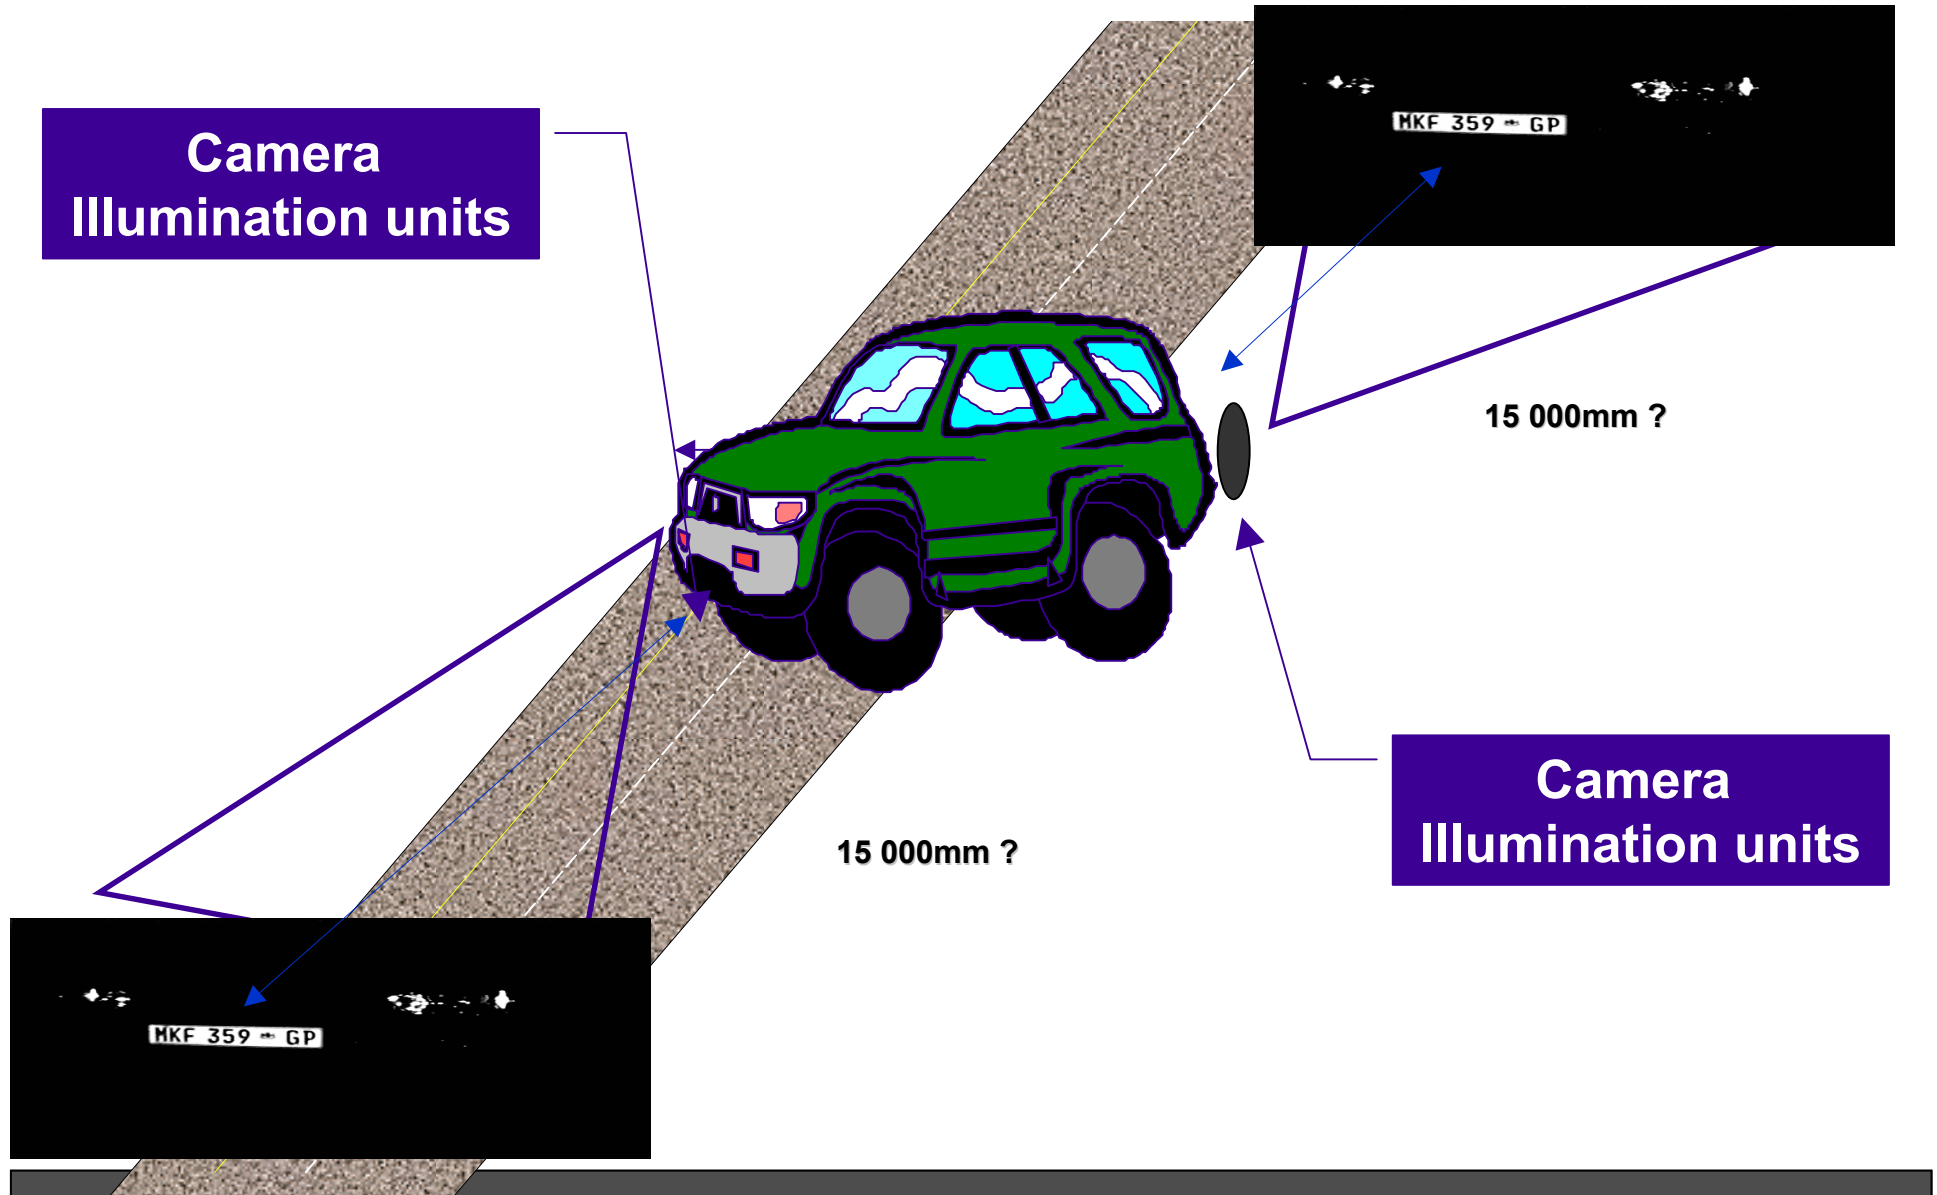 Camera
Illumination units
MKF 359 GP
15 000mm ?
Camera
Illumination units
15 000mm ?
MKF 359 GP